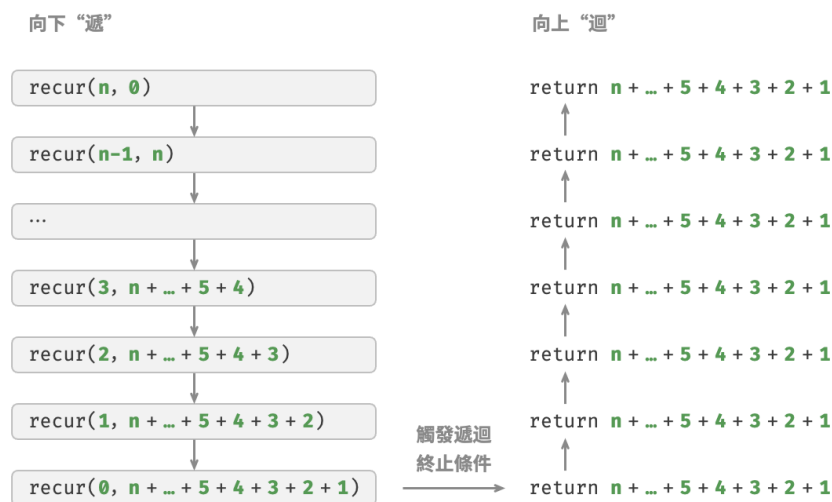 向下“遞”
recur(n, 0)
recur(n-1, n)
…
recur(3, n + … + 5 + 4)
recur(2, n + … + 5 + 4 + 3)
recur(1, n + … + 5 + 4 + 3 + 2)
recur(0, n + … + 5 + 4 + 3 + 2 + 1)
觸發遞迴
終止條件
向上“迴”
return n + … + 5 + 4 + 3 + 2 + 1
return n + … + 5 + 4 + 3 + 2 + 1
return n + … + 5 + 4 + 3 + 2 + 1
return n + … + 5 + 4 + 3 + 2 + 1
return n + … + 5 + 4 + 3 + 2 + 1
return n + … + 5 + 4 + 3 + 2 + 1
return n + … + 5 + 4 + 3 + 2 + 1